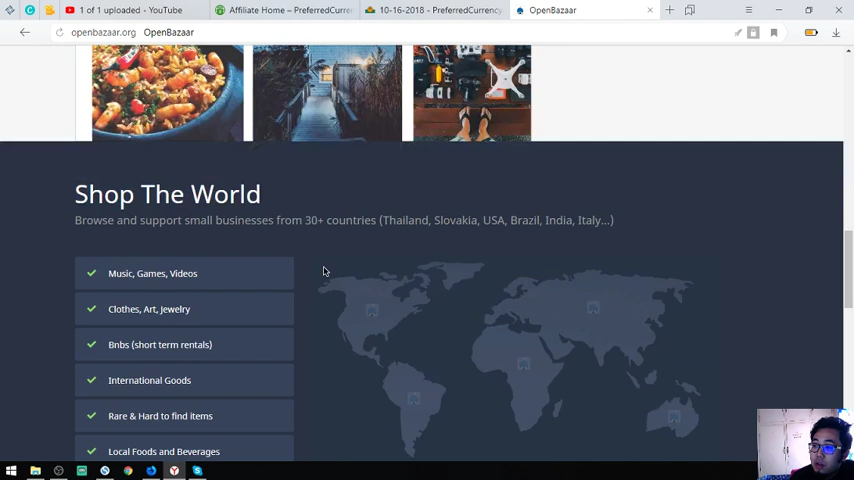 1 of 1 uploaded - YouTube
Affiliate Home – PreferredCurre
10-16-2018 - PreferredCurrency
OpenBazaar
openbazaar.org OpenBazaar
Shop The World
Browse and support small businesses from 30+ countries (Thailand, Slovakia, USA, Brazil, India, Italy...)
Music, Games, Videos
Clothes, Art, Jewelry
Bnbs (short term rentals)
International Goods
Rare & Hard to find items
Local Foods and Beverages